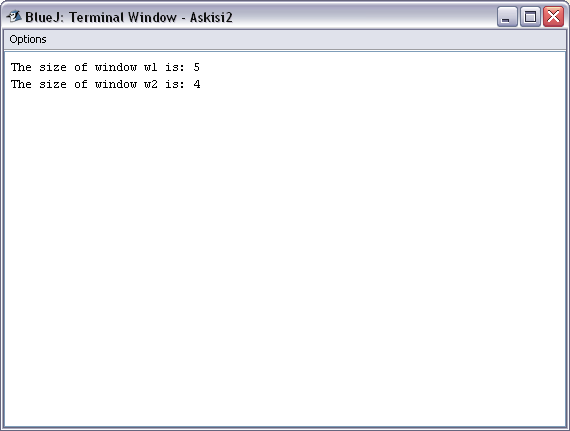 BlueJ: Terminal Window - Askisi2
Options
The size of window w1 is: 5
The size of window w2 is: 4